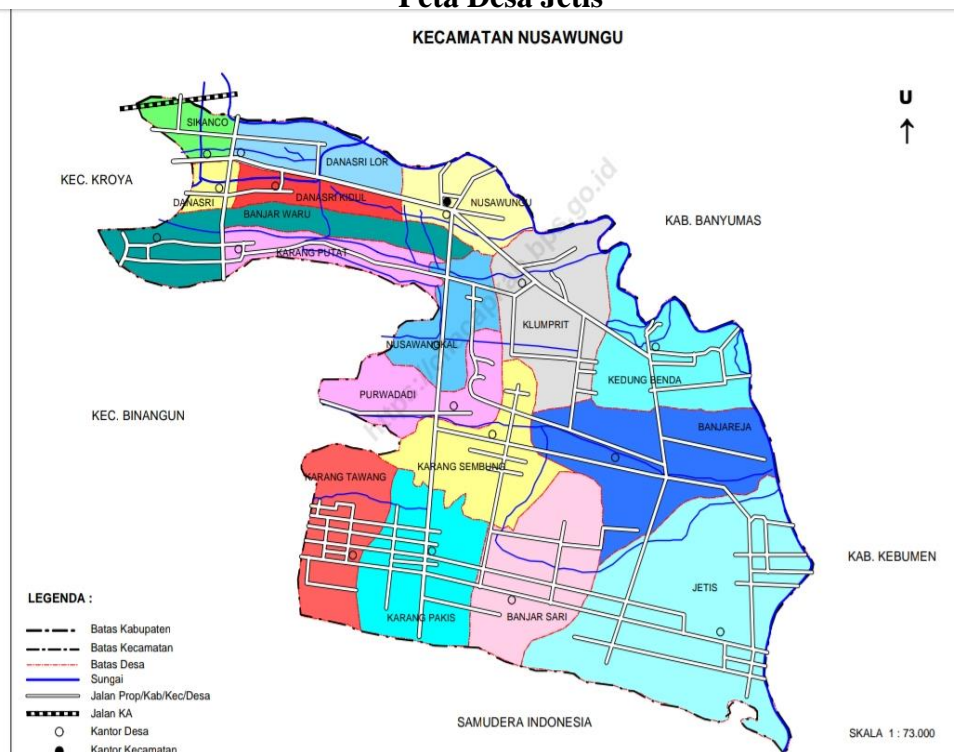 Peta Desa Jetis
KECAMATAN NUSAWUNGU
U
SIKANCO
DANASRI LOR
KEC. KROYA
DANASRI
DANASRI KIDUL
NUSAWUNGU
BANJAR WARU
KAB. BANYUMAS
KARANG PUTAT
KLUMPRIT
NUSAWANGKAL
KEDUNG BENDA
PURWADADI
KEC. BINANGUN
BANJAREJA
KARANG SEMBUNG
KARANG TAWANG
KAB. KEBUMEN
JETIS
KARANG PAKIS
BANJAR SARI
LEGENDA :
Batas Kabupaten
Batas Kecamatan
Batas Desa
Sungai
Jalan Prop/Kab/Kec/Desa
Jalan KA
Kantor Desa
Kantor Kecamatan
SAMUDERA INDONESIA
SKALA 1 : 73.000